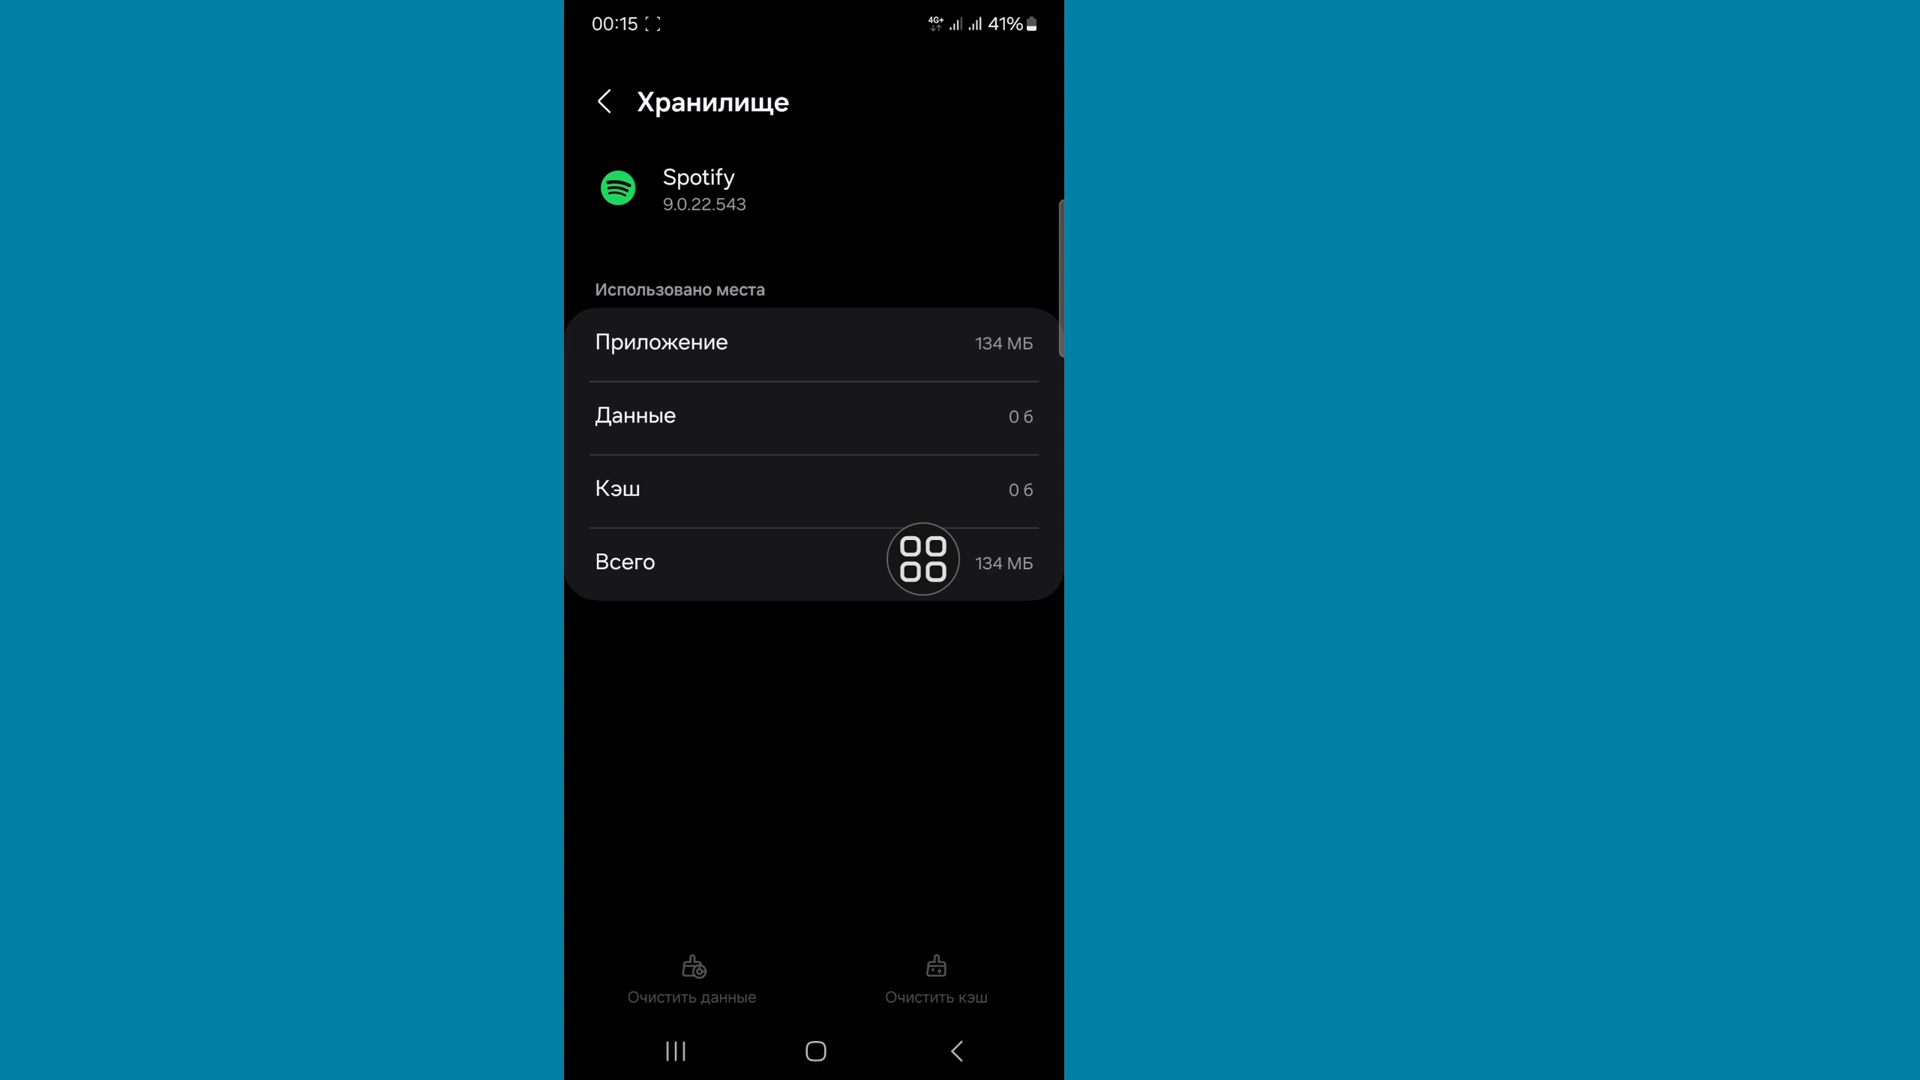 00:15 4G+ 41%
Хранилище
Spotify
9.0.22.543
Использовано места
Приложение 134 МБ
Данные 0 б
Кэш 0 б
Всего 134 МБ
Очистить данные Очистить кэш